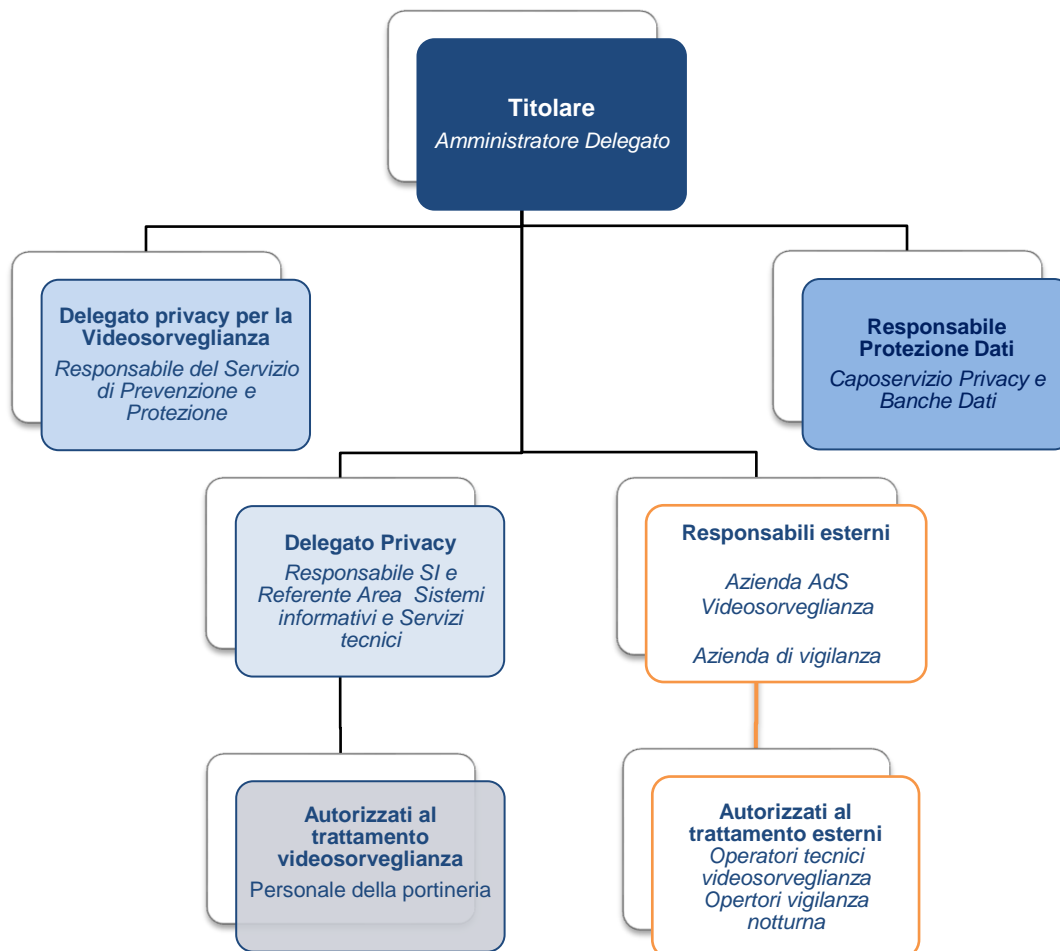 Titolare
Amministratore Delegato
Delegato privacy per la
Videosorveglianza
Responsabile del Servizio
di Prevenzione e
Protezione
Responsabile
Protezione Dati
Caposervizio Privacy e
Banche Dati
Delegato Privacy
Responsabile SI e
Referente Area Sistemi
informativi e Servizi
tecnici
Responsabili esterni
Azienda AdS
Videosorveglianza
Azienda di vigilanza
Autorizzati al
trattamento
videosorveglianza
Personale della portineria
Autorizzati al
trattamento esterni
Operatori tecnici
videosorveglianza
Opertori vigilanza
notturna